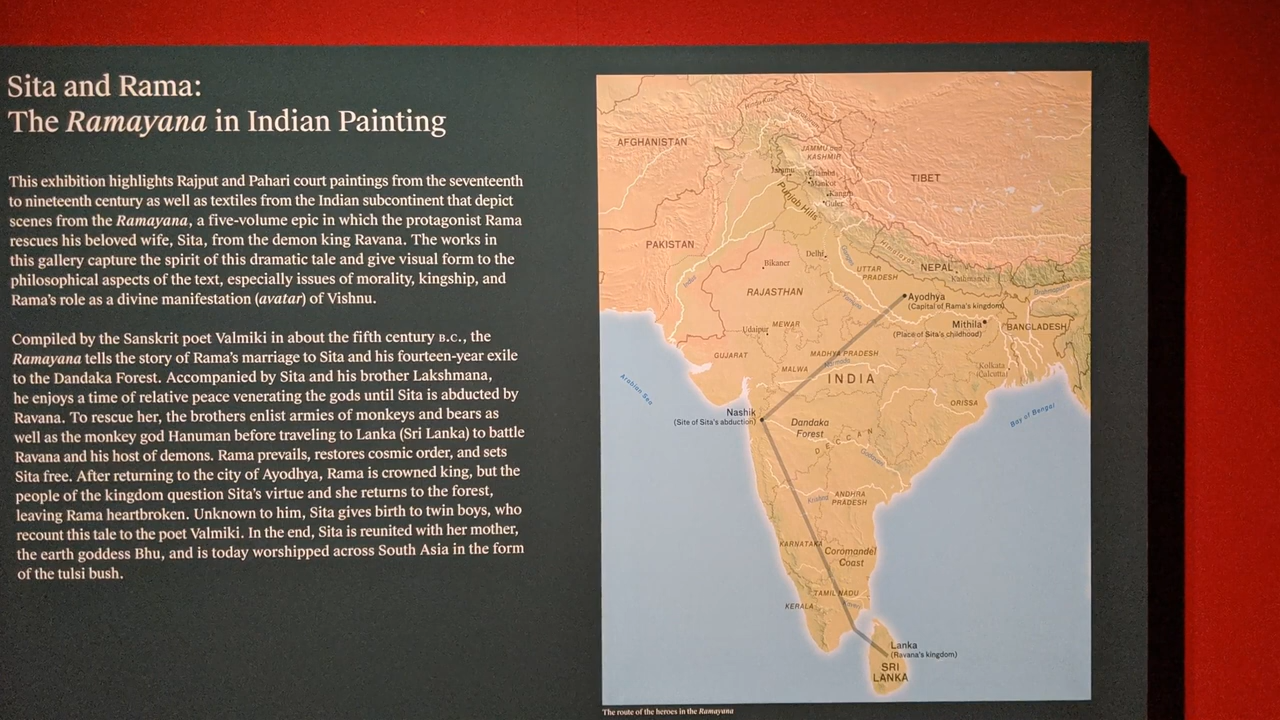 Sita and Rama:
The Ramayana in Indian Painting
This exhibition highlights Rajput and Pahari court paintings from the seventeenth
to nineteenth century as well as textiles from the Indian subcontinent that depict
scenes from the Ramayana, a five-volume epic in which the protagonist Rama
rescues his beloved wife, Sita, from the demon king Ravana. The works in
this gallery capture the spirit of this dramatic tale and give visual form to the
philosophical aspects of the text, especially issues of morality, kingship, and
Rama's role as a divine manifestation (avatar) of Vishnu.
Compiled by the Sanskrit poet Valmiki in about the fifth century B.C., the
Ramayana tells the story of Rama's marriage to Sita and his fourteen-year exile
to the Dandaka Forest. Accompanied by Sita and his brother Lakshmana,
he enjoys a time of relative peace venerating the gods until Sita is abducted by
Ravana. To rescue her, the brothers enlist armies of monkeys and bears as
well as the monkey god Hanuman before traveling to Lanka (Sri Lanka) to battle
Ravana and his host of demons. Rama prevails, restores cosmic order, and sets
Sita free. After returning to the city of Ayodhya, Rama is crowned king, but the
people of the kingdom question Sita's virtue and she returns to the forest,
leaving Rama heartbroken. Unknown to him, Sita gives birth to twin boys, who
recount this tale to the poet Valmiki. In the end, Sita is reunited with her mother,
the earth goddess Bhu, and is today worshipped across South Asia in the form
of the tulsi bush.
Hindu Kush
AFGHANISTAN
JAMMU and
KASHMIR
Jammu
Chamba
Mankot
Kangra
Guler
TIBET
Punjab Hills
PAKISTAN
Delhi
Himalayas
NEPAL
Kathmandu
Bikaner
UTTAR
PRADESH
Indus
RAJASTHAN
Ayodhya
(Capital of Rama's kingdom)
Mithila
(Place of Sita's childhood)
BANGLADESH
Udaipur
MEWAR
GUJARAT
MADHYA PRADESH
Narmada
MALWA
INDIA
Kolkata
(Calcutta)
Arabian Sea
ORISSA
Bay of Bengal
Nashik
(Site of Sita's abduction)
Dandaka
Forest
DECCAN
Godavari
Krishna
ANDHRA
PRADESH
KARNATAKA
Coromandel
Coast
TAMIL NADU
KERALA
Lanka
(Ravana's kingdom)
SRI
LANKA
The route of the heroes in the Ramayana